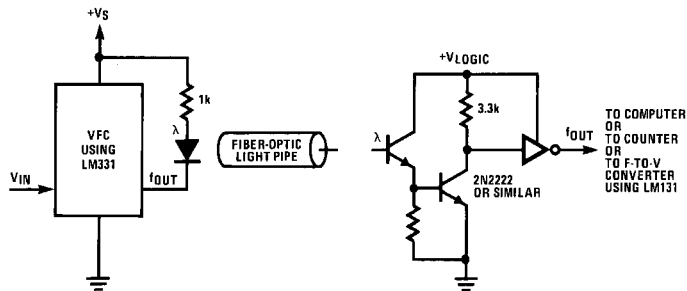 +VS
1k
λ
VFC
USING
LM331
VIN
fOUT
FIBER-OPTIC
LIGHT PIPE
+VLOGIC
3.3k
λ
2N2222
OR SIMILAR
fOUT
TO COMPUTER
OR
TO COUNTER
OR
TO F-TO-V
CONVERTER
USING LM131